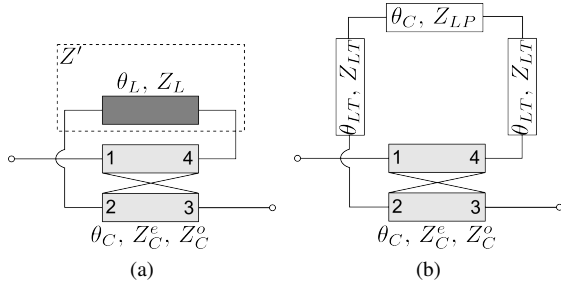 Z′
θ_L, Z_L
1 4
2 3
θ_C, Z_C^e, Z_C^o
(a)
θ_C, Z_LP
θ_LT, Z_LT
θ_LT, Z_LT
1 4
2 3
θ_C, Z_C^e, Z_C^o
(b)